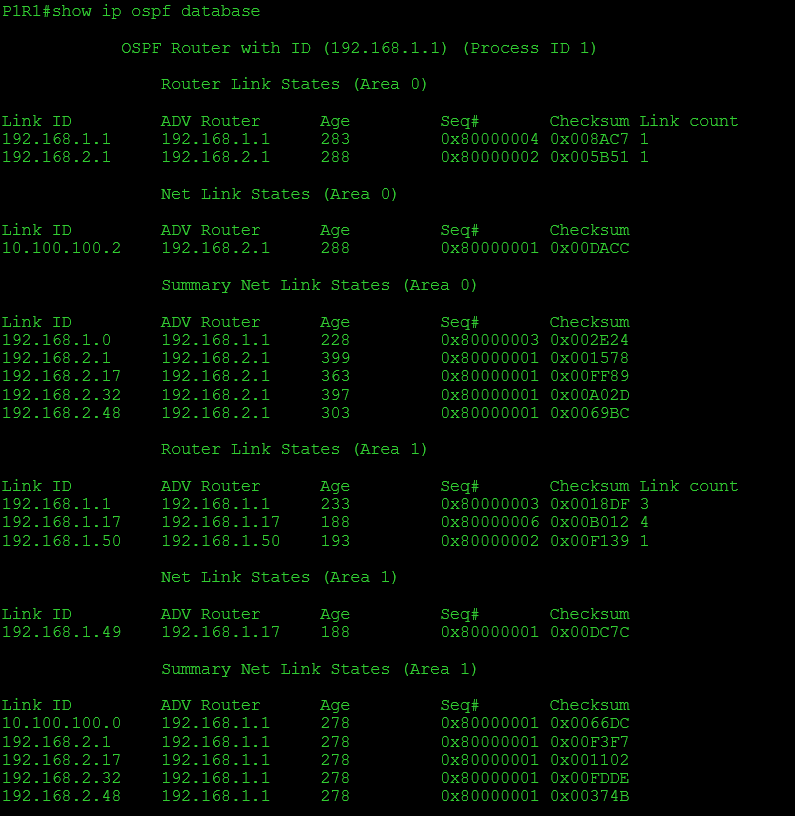 P1R1#show ip ospf database
OSPF Router with ID (192.168.1.1) (Process ID 1)
Router Link States (Area 0)
Link ID ADV Router Age Seq# Checksum Link count
192.168.1.1 192.168.1.1 283 0x80000004 0x008AC7 1
192.168.2.1 192.168.2.1 288 0x80000002 0x005B51 1
Net Link States (Area 0)
Link ID ADV Router Age Seq# Checksum
10.100.100.2 192.168.2.1 288 0x80000001 0x00DACC
Summary Net Link States (Area 0)
Link ID ADV Router Age Seq# Checksum
192.168.1.0 192.168.1.1 228 0x80000003 0x002E24
192.168.2.1 192.168.2.1 399 0x80000001 0x001578
192.168.2.17 192.168.2.1 363 0x80000001 0x00FF89
192.168.2.32 192.168.2.1 397 0x80000001 0x00A02D
192.168.2.48 192.168.2.1 303 0x80000001 0x0069BC
Router Link States (Area 1)
Link ID ADV Router Age Seq# Checksum Link count
192.168.1.1 192.168.1.1 233 0x80000003 0x0018DF 3
192.168.1.17 192.168.1.17 188 0x80000006 0x00B012 4
192.168.1.50 192.168.1.50 193 0x80000002 0x00F139 1
Net Link States (Area 1)
Link ID ADV Router Age Seq# Checksum
192.168.1.49 192.168.1.17 188 0x80000001 0x00DC7C
Summary Net Link States (Area 1)
Link ID ADV Router Age Seq# Checksum
10.100.100.0 192.168.1.1 278 0x80000001 0x0066DC
192.168.2.1 192.168.1.1 278 0x80000001 0x00F3F7
192.168.2.17 192.168.1.1 278 0x80000001 0x001102
192.168.2.32 192.168.1.1 278 0x80000001 0x00FDDE
192.168.2.48 192.168.1.1 278 0x80000001 0x00374B